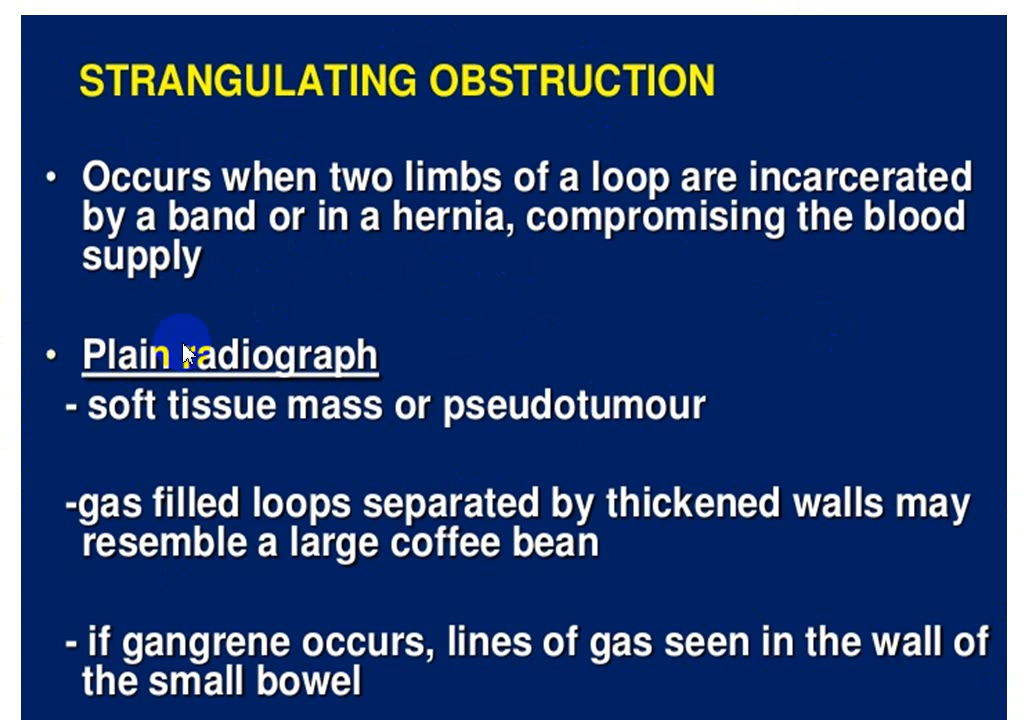 STRANGULATING OBSTRUCTION
• Occurs when two limbs of a loop are incarcerated
by a band or in a hernia, compromising the blood
supply
• Plain radiograph
- soft tissue mass or pseudotumour
-gas filled loops separated by thickened walls may
resemble a large coffee bean
- if gangrene occurs, lines of gas seen in the wall of
the small bowel